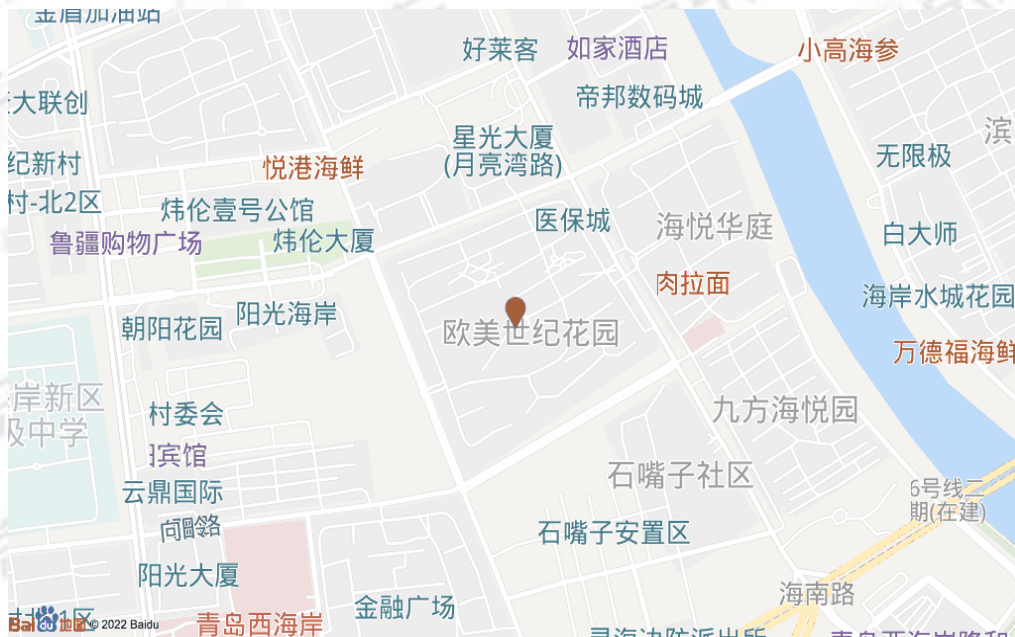 金盾加油站
好莱客
如家酒店
小高海参
大联创
帝邦数码城
星光大厦
(月亮湾路)
滨
纪新村
悦港海鲜
无限极
村-北2区
炜伦壹号公馆
医保城
海悦华庭
鲁疆购物广场
炜伦大厦
白大师
肉拉面
海岸水城花园
朝阳花园
阳光海岸
欧美世纪花园
万德福海鲜
岸新区
级中学
村委会
九方海悦园
阳宾馆
云鼎国际
石嘴子社区
6号线二
期(在建)
石嘴子安置区
阳光大厦
海南路
金融广场
北1区
青岛西海岸
Bai du 地图 © 2022 Baidu